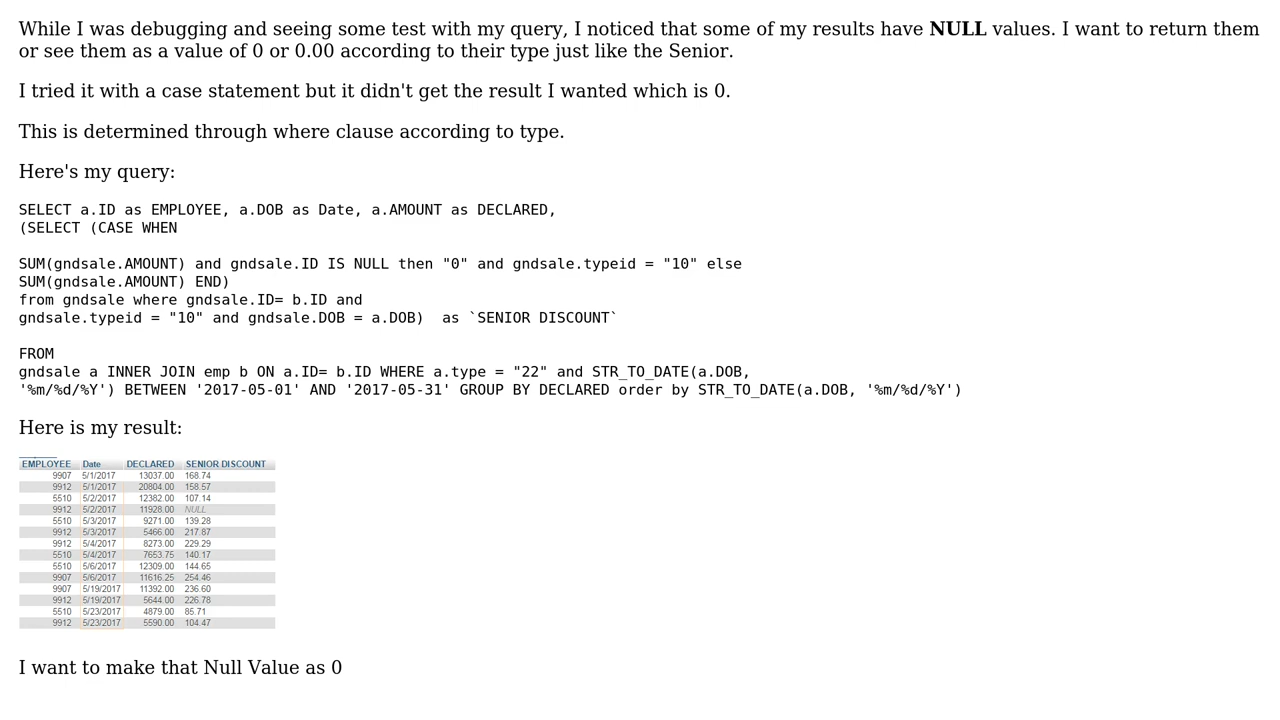 While I was debugging and seeing some test with my query, I noticed that some of my results have NULL values. I want to return them
or see them as a value of 0 or 0.00 according to their type just like the Senior.
I tried it with a case statement but it didn't get the result I wanted which is 0.
This is determined through where clause according to type.
Here's my query:
SELECT a.ID as EMPLOYEE, a.DOB as Date, a.AMOUNT as DECLARED,
(SELECT (CASE WHEN
SUM(gndsale.AMOUNT) and gndsale.ID IS NULL then "0" and gndsale.typeid = "10" else
SUM(gndsale.AMOUNT) END)
from gndsale where gndsale.ID= b.ID and
gndsale.typeid = "10" and gndsale.DOB = a.DOB)  as `SENIOR DISCOUNT`
FROM
gndsale a INNER JOIN emp b ON a.ID= b.ID WHERE a.type = "22" and STR_TO_DATE(a.DOB,
'%m/%d/%Y') BETWEEN '2017-05-01' AND '2017-05-31' GROUP BY DECLARED order by STR_TO_DATE(a.DOB, '%m/%d/%Y')
Here is my result:
EMPLOYEE Date DECLARED SENIOR DISCOUNT
9907 5/1/2017 13037.00 168.74
9912 5/1/2017 20804.00 158.57
5510 5/2/2017 12382.00 107.14
9912 5/2/2017 11928.00 NULL
5510 5/3/2017 9271.00 139.28
9912 5/3/2017 5466.00 217.87
9912 5/4/2017 8273.00 229.29
5510 5/4/2017 7653.75 140.17
5510 5/6/2017 12309.00 144.65
9907 5/6/2017 11616.25 254.46
9907 5/19/2017 11392.00 236.60
9912 5/19/2017 5644.00 226.78
5510 5/23/2017 4879.00 85.71
9912 5/23/2017 5590.00 104.47
I want to make that Null Value as 0